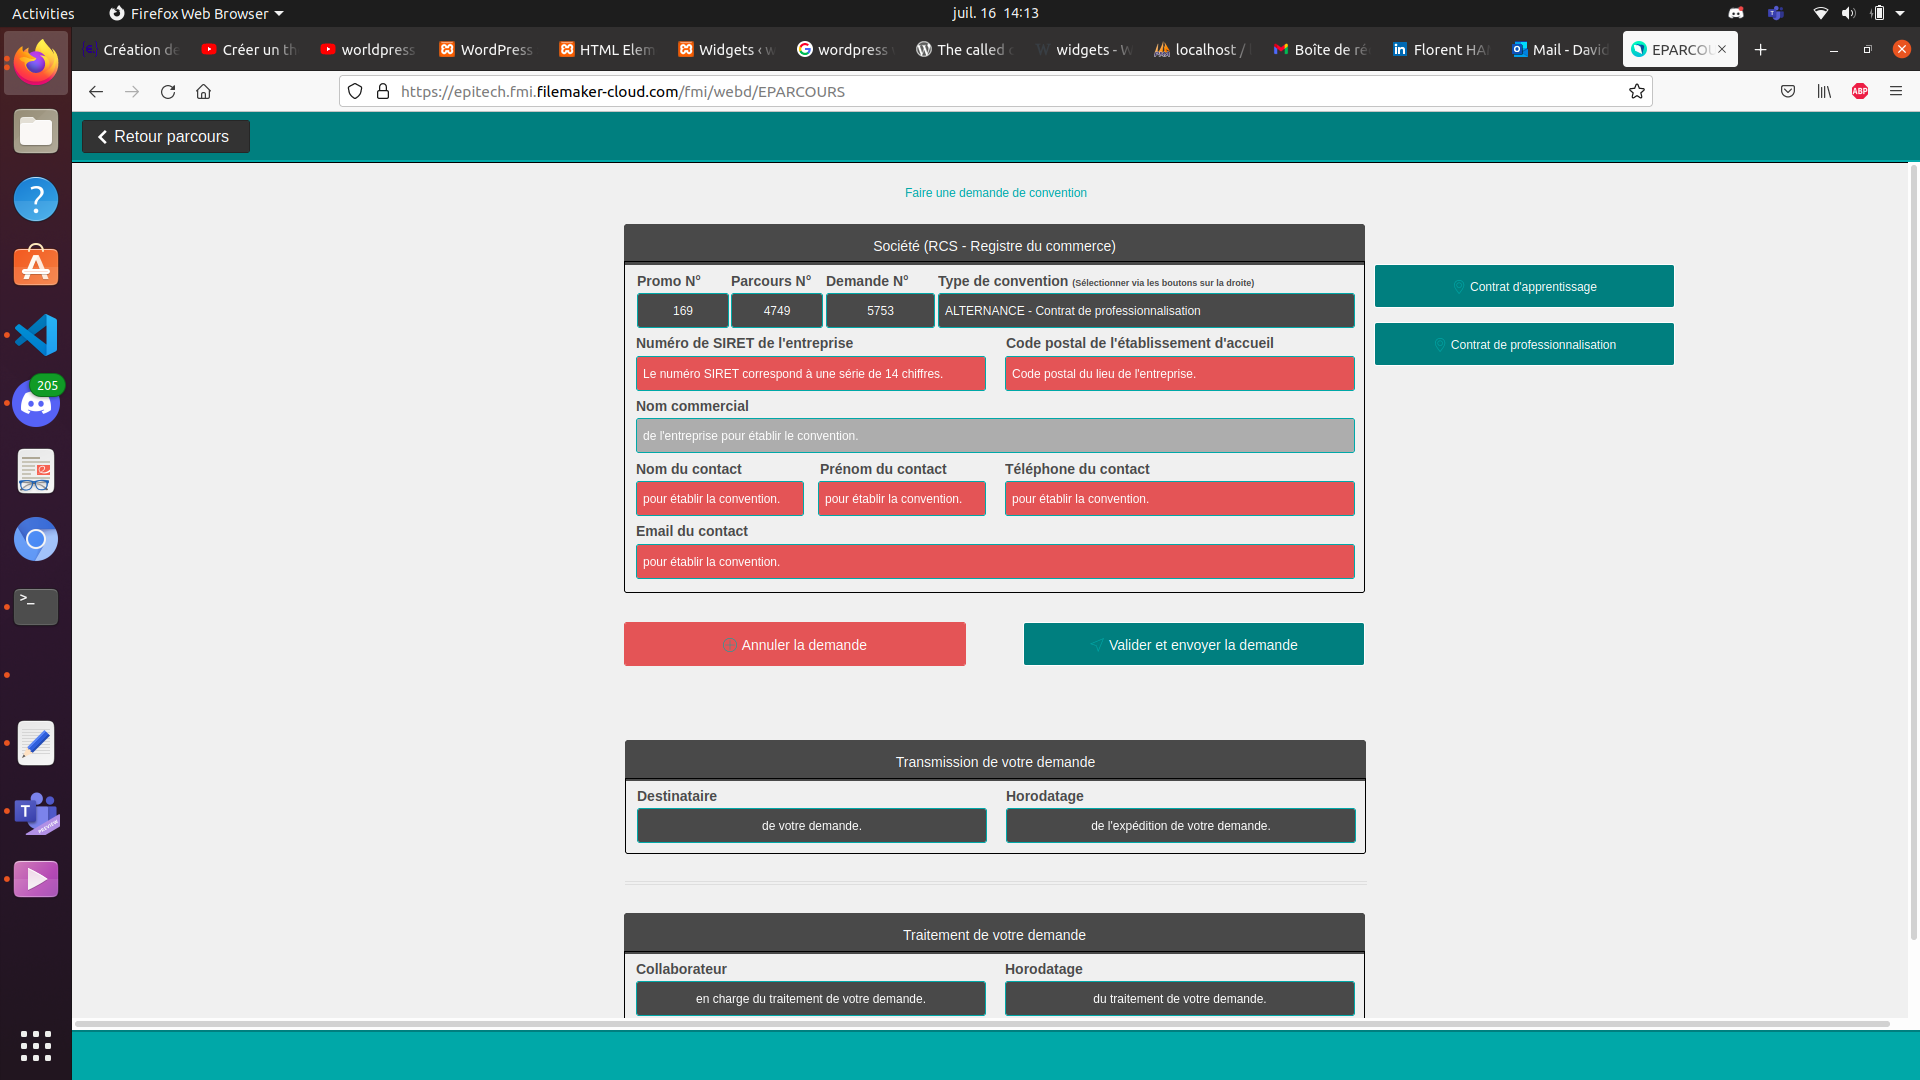 Activities
Firefox Web Browser
juil. 16 14:13
Création de
Créer un th
worldpress
WordPress
HTML Elem
Widgets ‹ w
wordpress
The called
widgets - W
localhost /
Boîte de ré
Florent HA
Mail - David
EPARCOU
https://epitech.fmi.filemaker-cloud.com/fmi/webd/EPARCOURS
ABP
Retour parcours
Faire une demande de convention
Société (RCS - Registre du commerce)
Promo N° Parcours N° Demande N° Type de convention (Sélectionner via les boutons sur la droite)
169 4749 5753 ALTERNANCE - Contrat de professionnalisation
Contrat d'apprentissage
Contrat de professionnalisation
Numéro de SIRET de l'entreprise Code postal de l'établissement d'accueil
Le numéro SIRET correspond à une série de 14 chiffres. Code postal du lieu de l'entreprise.
Nom commercial
de l'entreprise pour établir le convention.
Nom du contact Prénom du contact Téléphone du contact
pour établir la convention. pour établir la convention. pour établir la convention.
Email du contact
pour établir la convention.
Annuler la demande Valider et envoyer la demande
Transmission de votre demande
Destinataire Horodatage
de votre demande. de l'expédition de votre demande.
Traitement de votre demande
Collaborateur Horodatage
en charge du traitement de votre demande. du traitement de votre demande.
205